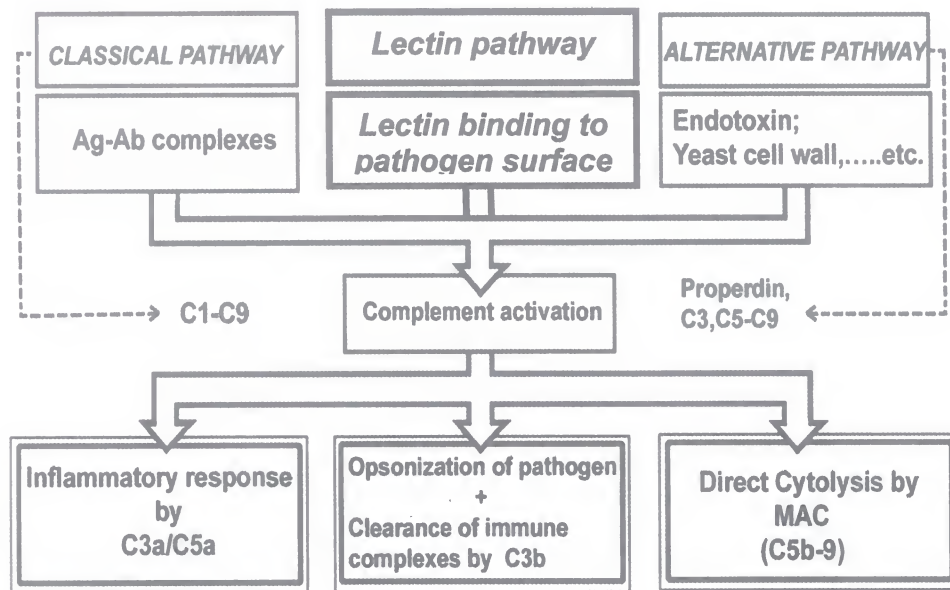 CLASSICAL PATHWAY
Lectin pathway
ALTERNATIVE PATHWAY
Ag-Ab complexes
Lectin binding to
pathogen surface
Endotoxin;
Yeast cell wall,.....etc.
C1-C9
Complement activation
Properdin,
C3,C5-C9
Inflammatory response
by
C3a/C5a
Opsonization of pathogen
+
Clearance of immune
complexes by C3b
Direct Cytolysis by
MAC
(C5b-9)